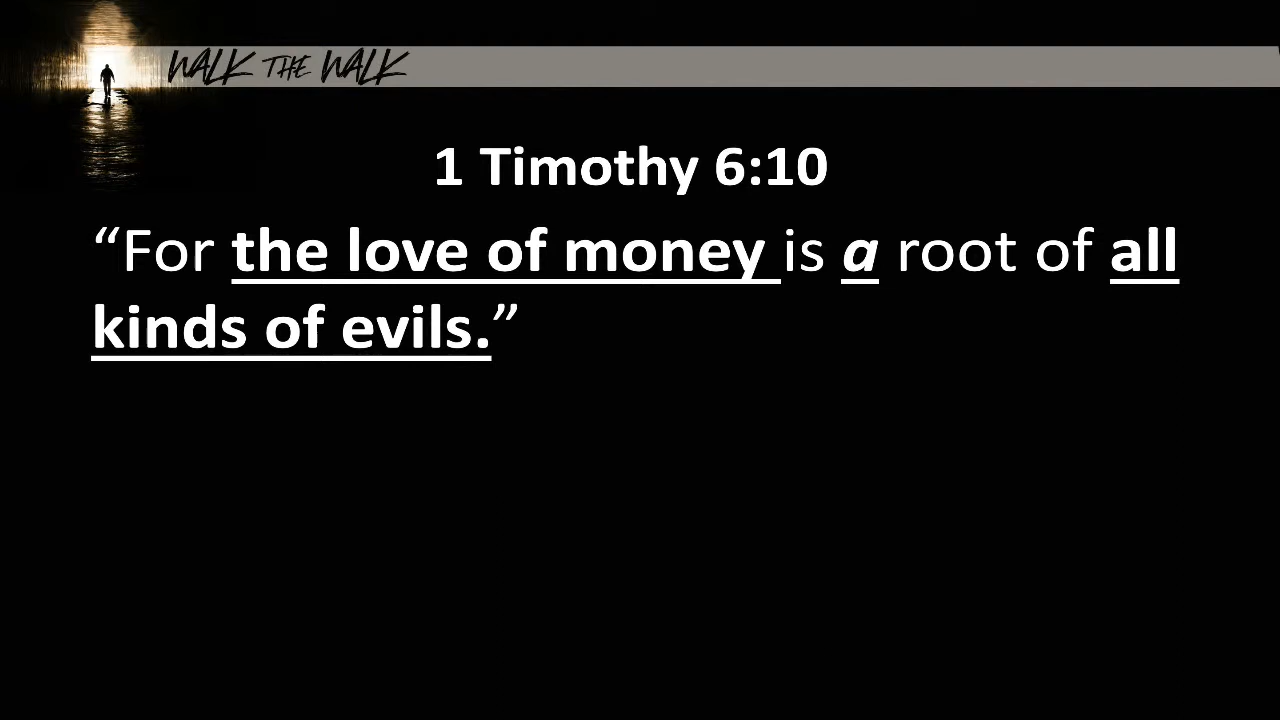 WALK THE WALK
1 Timothy 6:10
“For the love of money is a root of all
kinds of evils.”